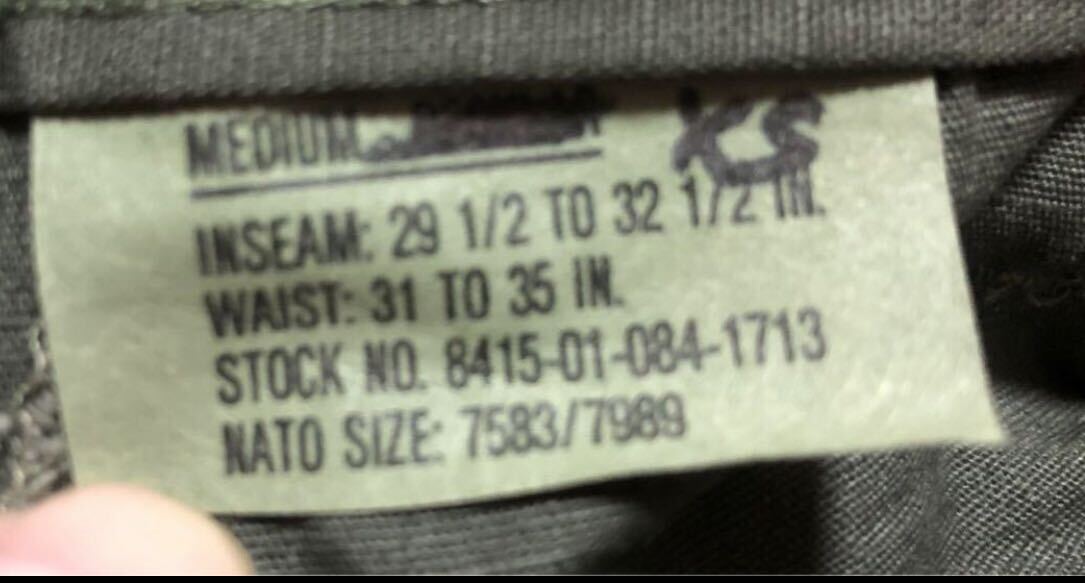 MEDIUM
INSEAM: 29 1/2 TO 32 1/2 IN.
WAIST: 31 TO 35 IN.
STOCK NO. 8415-01-084-1713
NATO SIZE: 7583/7989